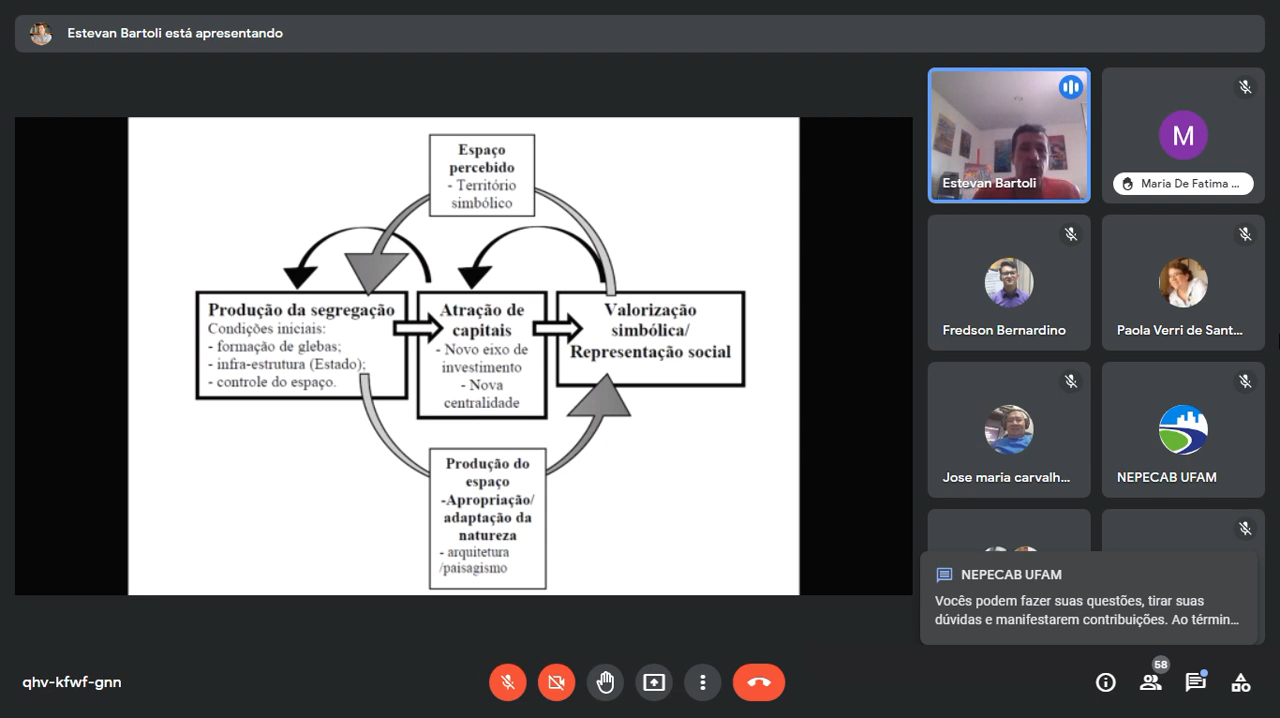 Estevan Bartoli está apresentando
Espaço
percebido
- Território
simbólico
Produção da segregação
Condições iniciais:
- formação de glebas;
- infra-estrutura (Estado);
- controle do espaço.
Atração de
capitais
- Novo eixo de
investimento
- Nova
centralidade
Valorização
simbólica/
Representação social
Produção do
espaço
-Apropriação/
adaptação da
natureza
- arquitetura
/paisagismo
Estevan Bartoli
M
Maria De Fatima ...
Fredson Bernardino
Paola Verri de Sant...
Jose maria carvalh...
NEPECAB UFAM
NEPECAB UFAM
Vocês podem fazer suas questões, tirar suas
dúvidas e manifestarem contribuições. Ao términ...
qhv-kfwf-gnn
58